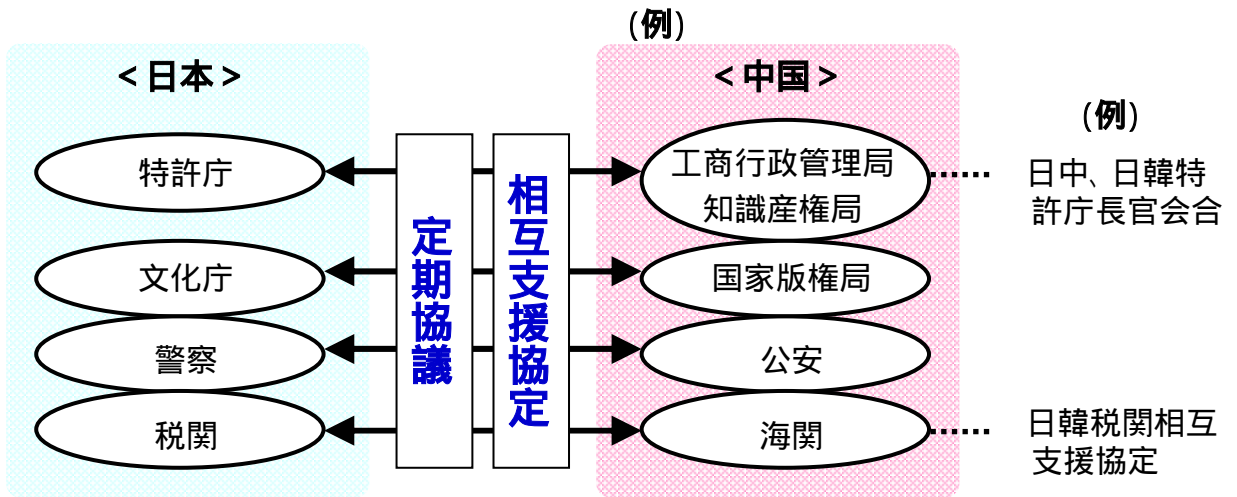 (例)
<日本>
<中国>
(例)
特許庁
文化庁
警察
税関
定期協議
相互支援協定
工商行政管理局
知識産権局
国家版権局
公安
海関
日中、日韓特
許庁長官会合
日韓税関相互
支援協定